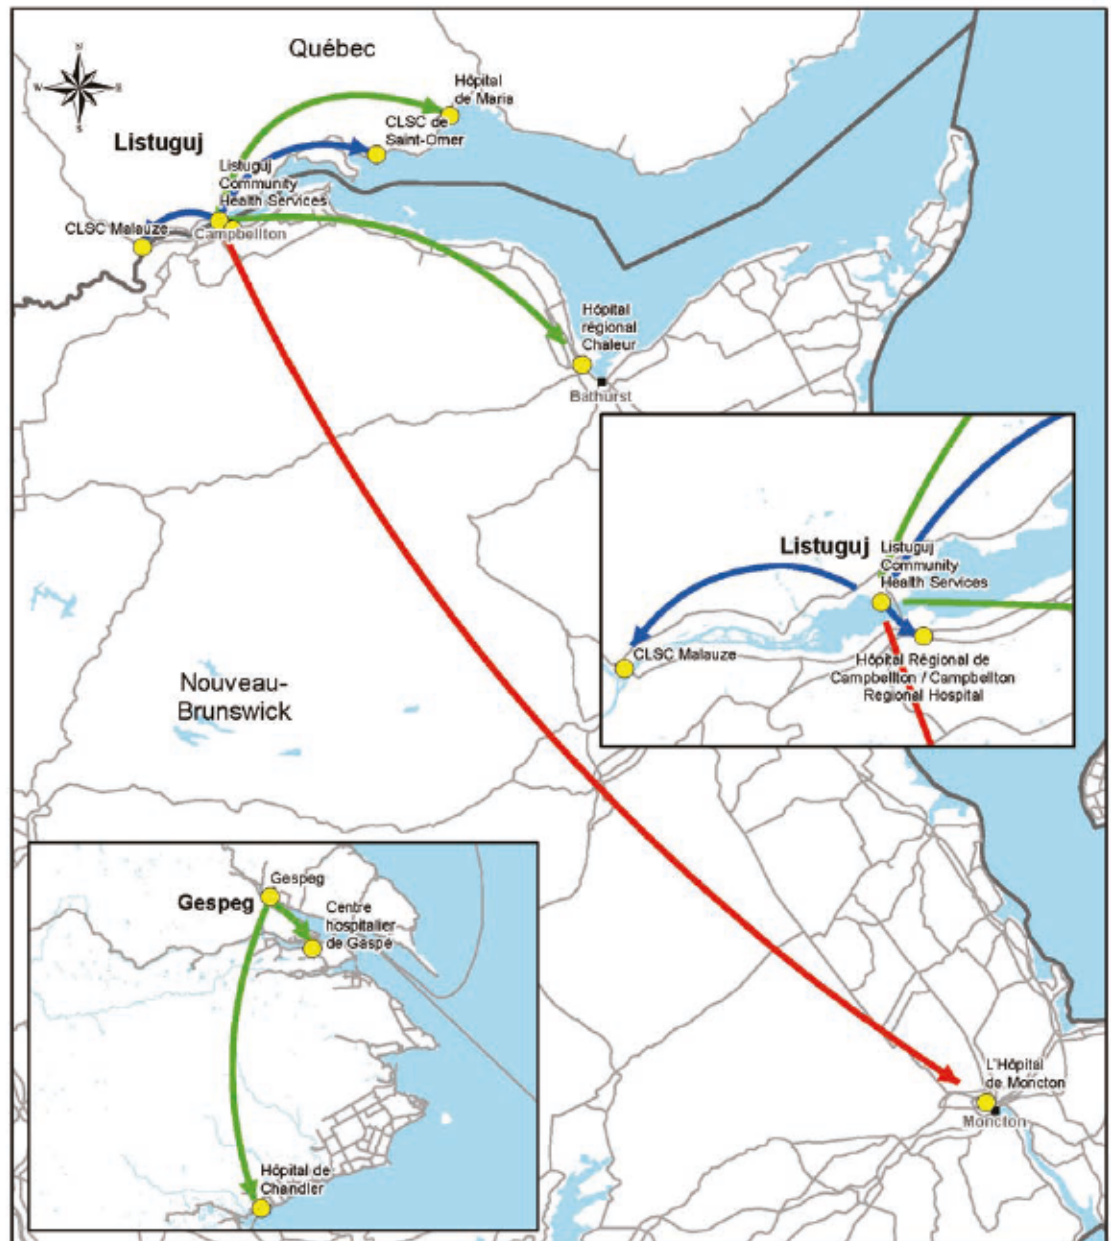 Québec
N
W
E
S
Hôpital
de Maria
CLSC de
Saint-Omer
Listuguj
Listuguj
Community
Health Services
CLSC Malauze
Campbellton
Hôpital
régional
Chaleur
Bathurst
Listuguj
Listuguj
Community
Health Services
CLSC Malauze
Hôpital Régional de
Campbellton / Campbellton
Regional Hospital
Nouveau-
Brunswick
Gespeg
Gespeg
Centre
hospitalier
de Gaspé
Hôpital de
Chandler
L'Hôpital
de Moncton
Moncton